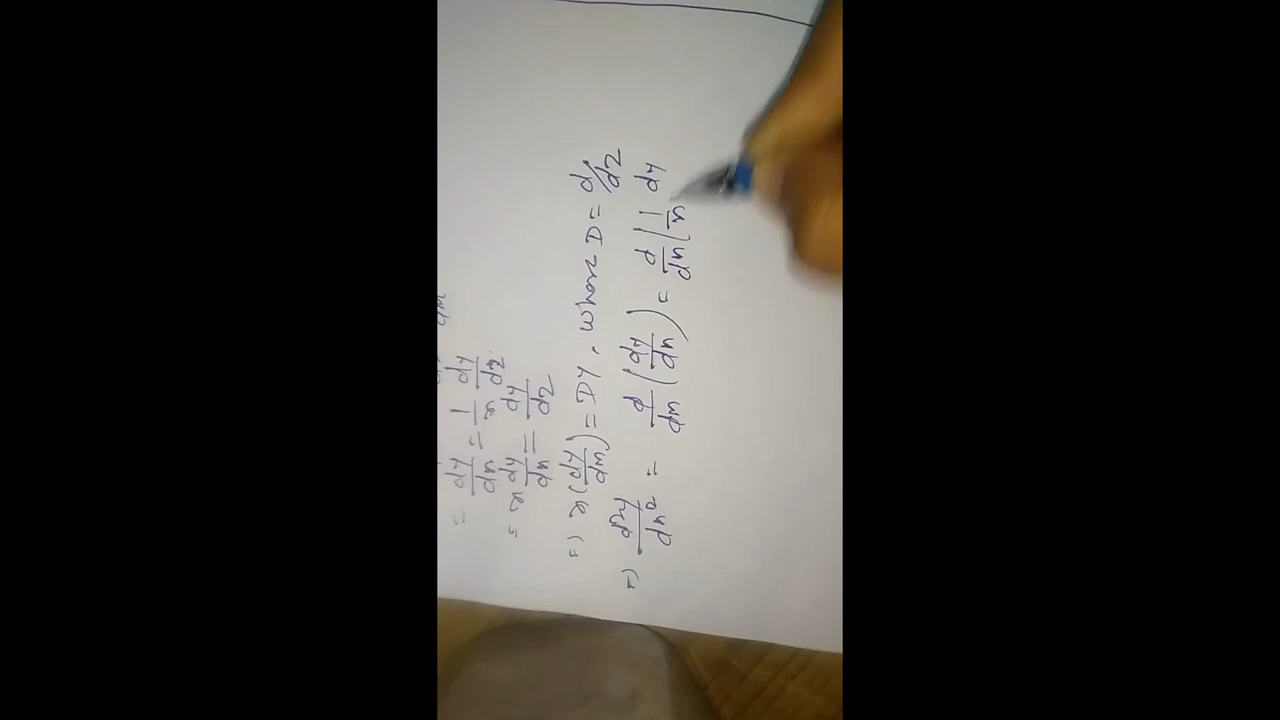 = dy/dx = 1/x dy/dz
= x dy/dx = dy/dz
⇒ x(dy/dx) = Dy, where D = d/dz
⇒ d²y/dx² = d/dx (dy/dx) = d/dx (1/x dy